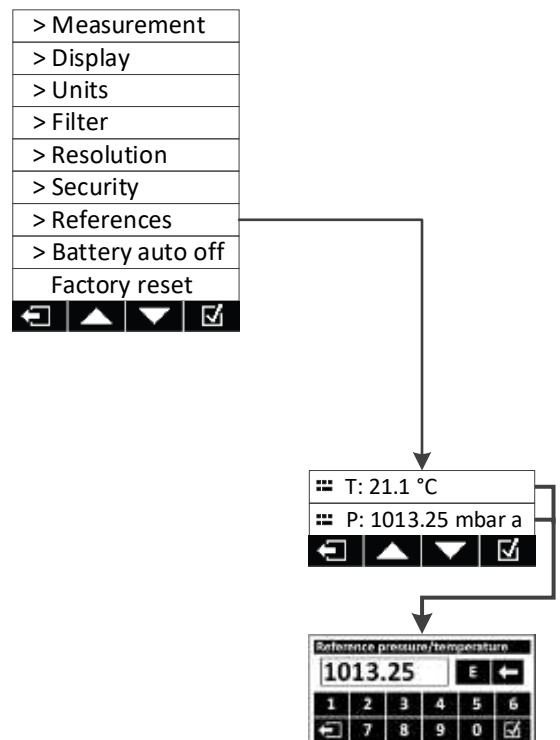 > Measurement
> Display
> Units
> Filter
> Resolution
> Security
> References
> Battery auto off
Factory reset
T: 21.1 °C
P: 1013.25 mbar a
Reference pressure/temperature
1013.25 E
1 2 3 4 5 6
7 8 9 0